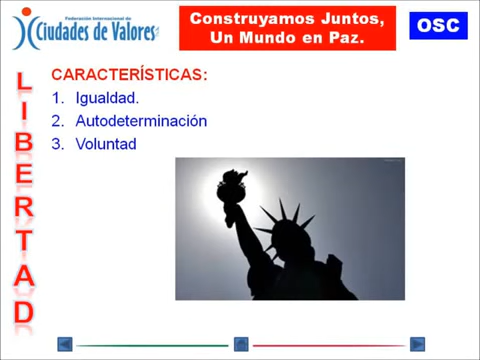 Federación Internacional de
Ciudades de Valores
Construyamos Juntos,
Un Mundo en Paz.
OSC
LIBERTAD
CARACTERÍSTICAS:
1. Igualdad.
2. Autodeterminación
3. Voluntad